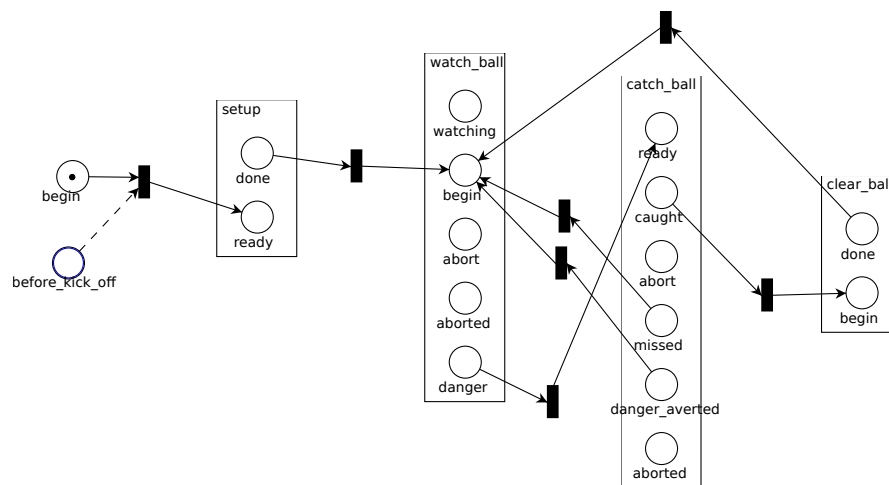 begin
before_kick_off
setup
done
ready
watch_ball
watching
begin
abort
aborted
danger
catch_ball
ready
caught
abort
missed
danger_averted
aborted
clear_bal
done
begin